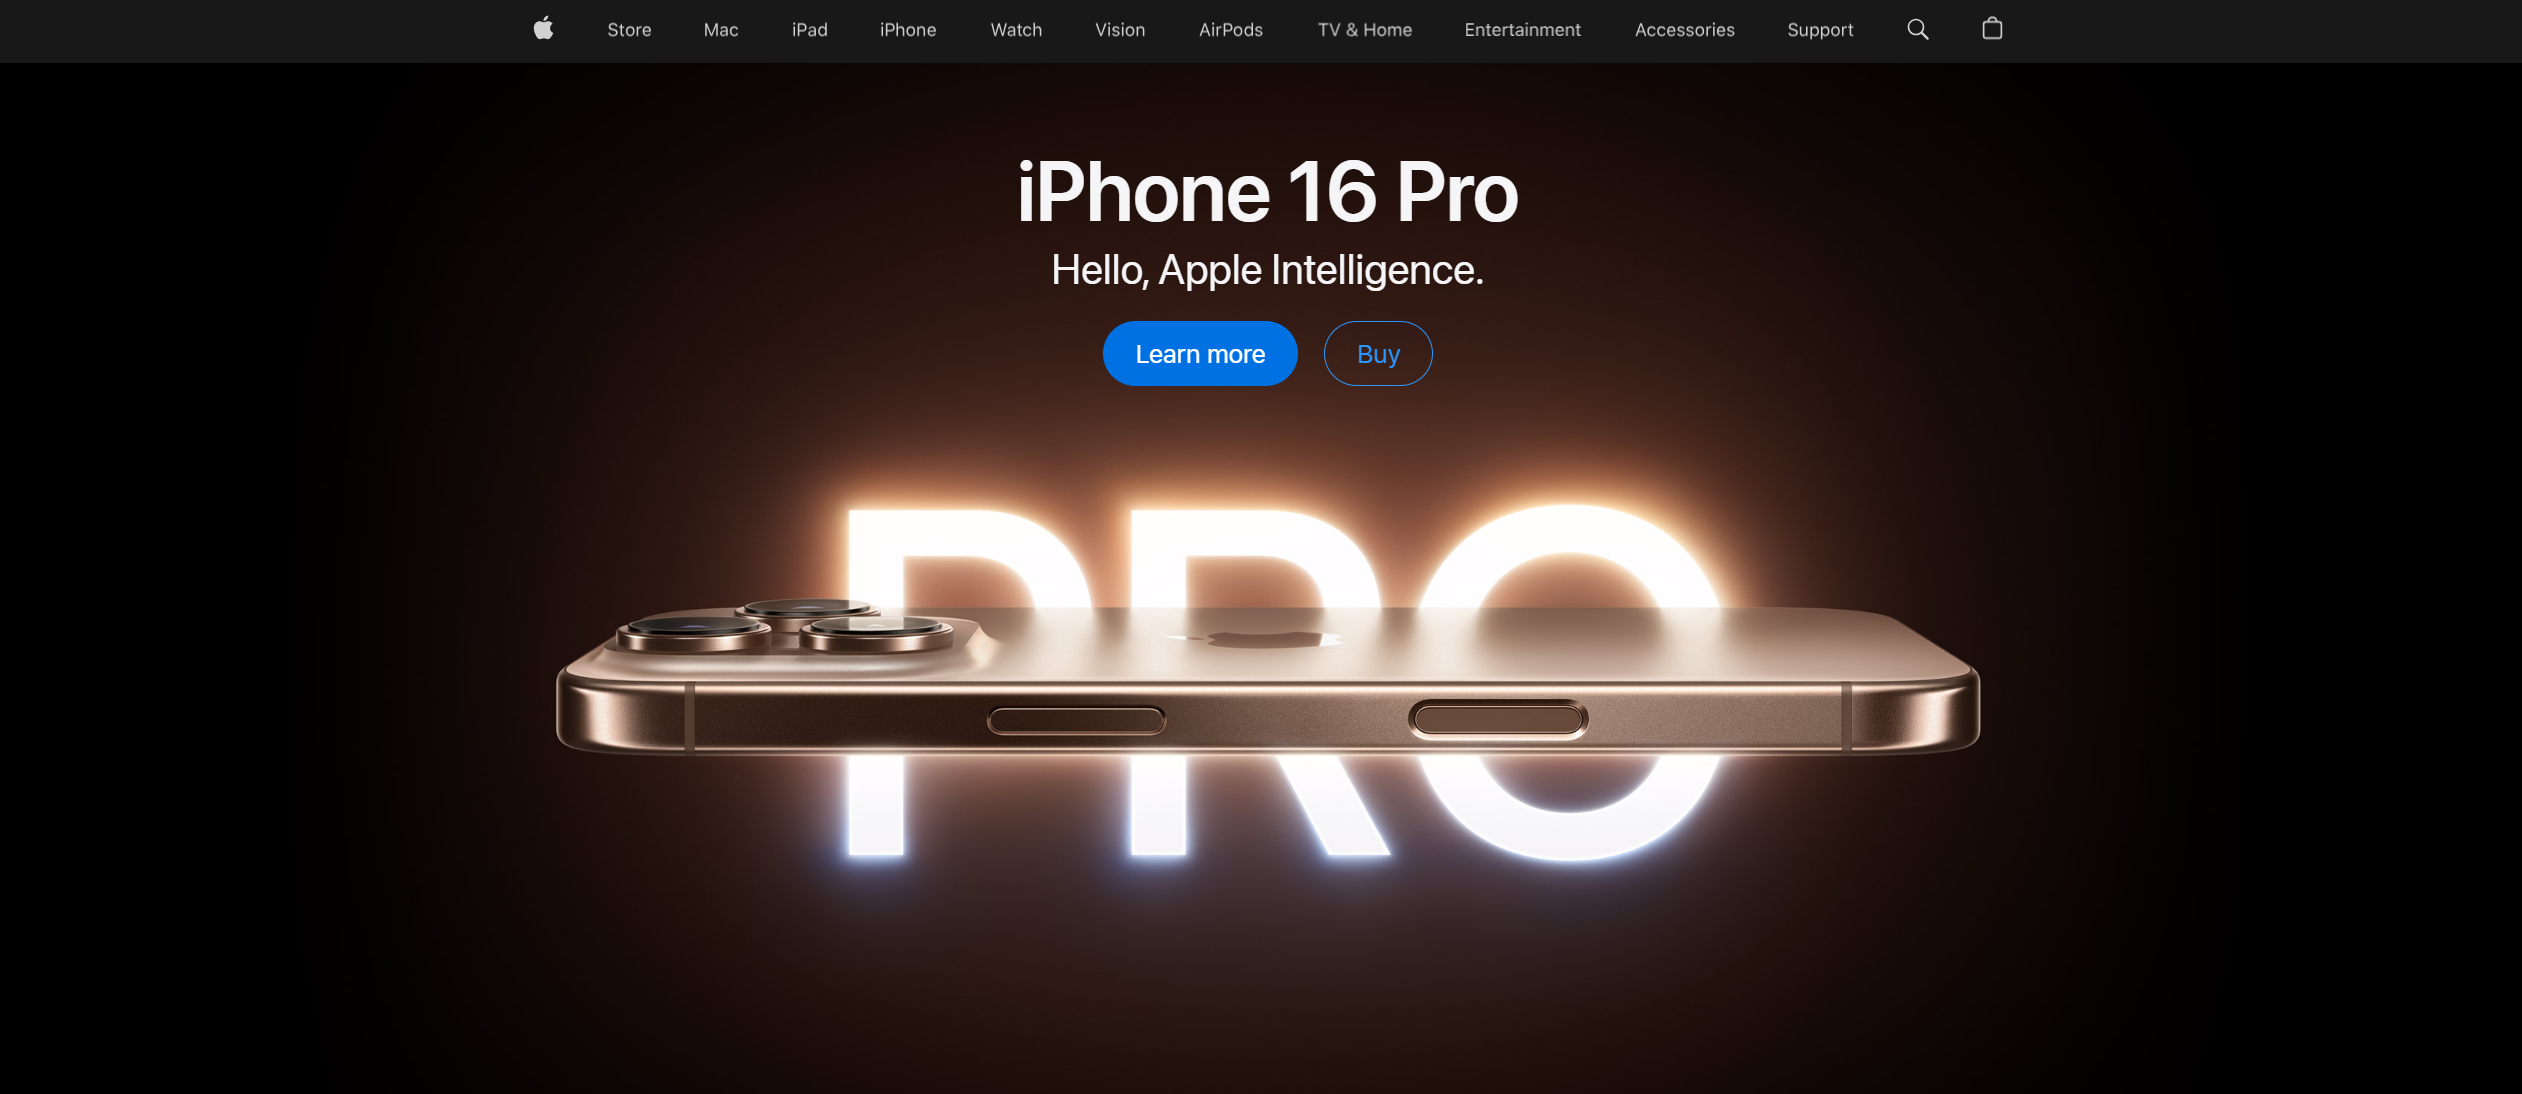 Store Mac iPad iPhone Watch Vision AirPods TV & Home Entertainment Accessories Support
iPhone 16 Pro
Hello, Apple Intelligence.
Learn more Buy
PRO